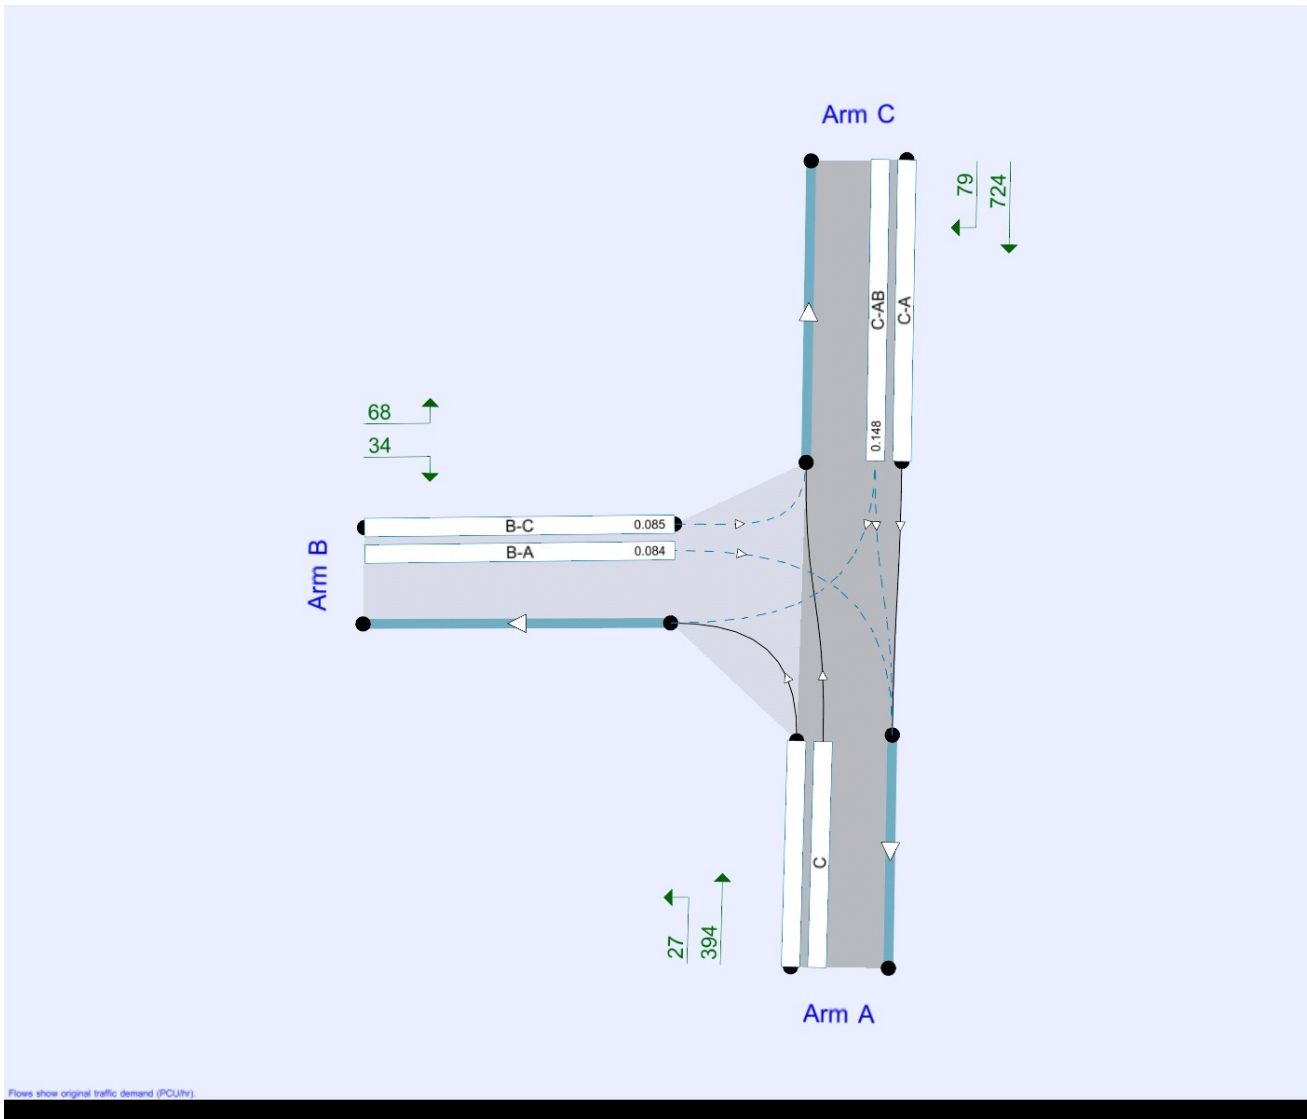 Arm C
79
724
C-AB
C-A
0.148
68
34
B-C 0.085
B-A 0.084
Arm B
C
27
394
Arm A
Flows show original traffic demand (PCU/hr).